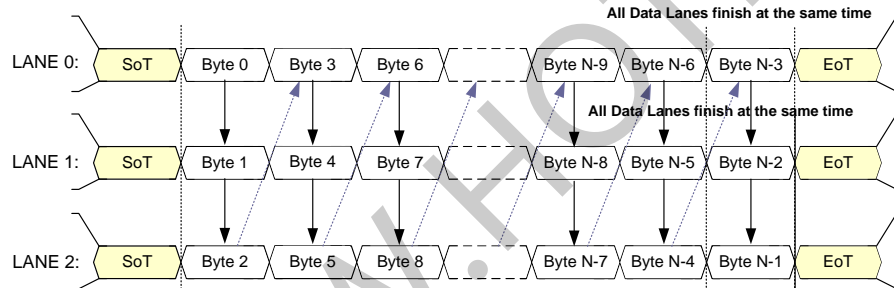 All Data Lanes finish at the same time
LANE 0: SoT Byte 0 Byte 3 Byte 6 Byte N-9 Byte N-6 Byte N-3 EoT
All Data Lanes finish at the same time
LANE 1: SoT Byte 1 Byte 4 Byte 7 Byte N-8 Byte N-5 Byte N-2 EoT
LANE 2: SoT Byte 2 Byte 5 Byte 8 Byte N-7 Byte N-4 Byte N-1 EoT